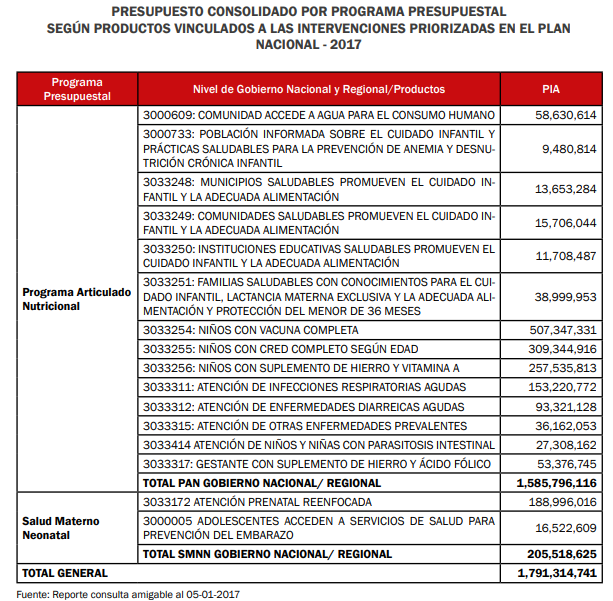 PRESUPUESTO CONSOLIDADO POR PROGRAMA PRESUPUESTAL
SEGÚN PRODUCTOS VINCULADOS A LAS INTERVENCIONES PRIORIZADAS EN EL PLAN
NACIONAL - 2017
Programa
Presupuestal
Nivel de Gobierno Nacional y Regional/Productos
PIA
Programa Articulado
Nutricional
3000609: COMUNIDAD ACCEDE A AGUA PARA EL CONSUMO HUMANO 58,630,614
3000733: POBLACIÓN INFORMADA SOBRE EL CUIDADO INFANTIL Y
PRÁCTICAS SALUDABLES PARA LA PREVENCIÓN DE ANEMIA Y DESNU-
TRICIÓN CRÓNICA INFANTIL
9,480,814
3033248: MUNICIPIOS SALUDABLES PROMUEVEN EL CUIDADO IN-
FANTIL Y LA ADECUADA ALIMENTACIÓN
13,653,284
3033249: COMUNIDADES SALUDABLES PROMUEVEN EL CUIDADO IN-
FANTIL Y LA ADECUADA ALIMENTACIÓN
15,706,044
3033250: INSTITUCIONES EDUCATIVAS SALUDABLES PROMUEVEN EL
CUIDADO INFANTIL Y LA ADECUADA ALIMENTACIÓN
11,708,487
3033251: FAMILIAS SALUDABLES CON CONOCIMIENTOS PARA EL CUI-
DADO INFANTIL, LACTANCIA MATERNA EXCLUSIVA Y LA ADECUADA ALI-
MENTACIÓN Y PROTECCIÓN DEL MENOR DE 36 MESES
38,999,953
3033254: NIÑOS CON VACUNA COMPLETA 507,347,331
3033255: NIÑOS CON CRED COMPLETO SEGÚN EDAD 309,344,916
3033256: NIÑOS CON SUPLEMENTO DE HIERRO Y VITAMINA A 257,535,813
3033311: ATENCIÓN DE INFECCIONES RESPIRATORIAS AGUDAS 153,220,772
3033312: ATENCIÓN DE ENFERMEDADES DIARREICAS AGUDAS 93,321,128
3033315: ATENCIÓN DE OTRAS ENFERMEDADES PREVALENTES 36,162,053
3033414 ATENCIÓN DE NIÑOS Y NIÑAS CON PARASITOSIS INTESTINAL 27,308,162
3033317: GESTANTE CON SUPLEMENTO DE HIERRO Y ÁCIDO FÓLICO 53,376,745
TOTAL PAN GOBIERNO NACIONAL/ REGIONAL 1,585,796,116
Salud Materno
Neonatal
3033172 ATENCIÓN PRENATAL REENFOCADA 188,996,016
3000005 ADOLESCENTES ACCEDEN A SERVICIOS DE SALUD PARA
PREVENCIÓN DEL EMBARAZO
16,522,609
TOTAL SMNN GOBIERNO NACIONAL/ REGIONAL 205,518,625
TOTAL GENERAL 1,791,314,741
Fuente: Reporte consulta amigable al 05-01-2017